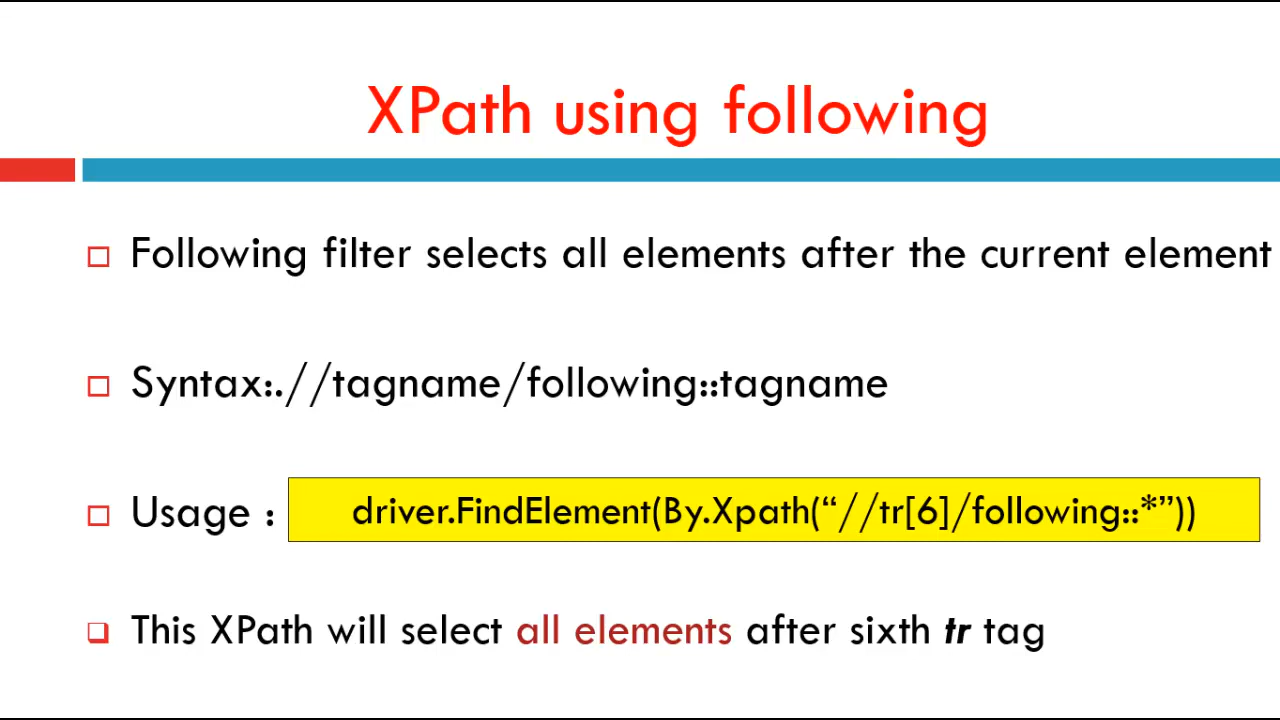 XPath using following
Following filter selects all elements after the current element
Syntax:.//tagname/following::tagname
Usage : driver.FindElement(By.Xpath(“//tr[6]/following::*”))
This XPath will select all elements after sixth tr tag